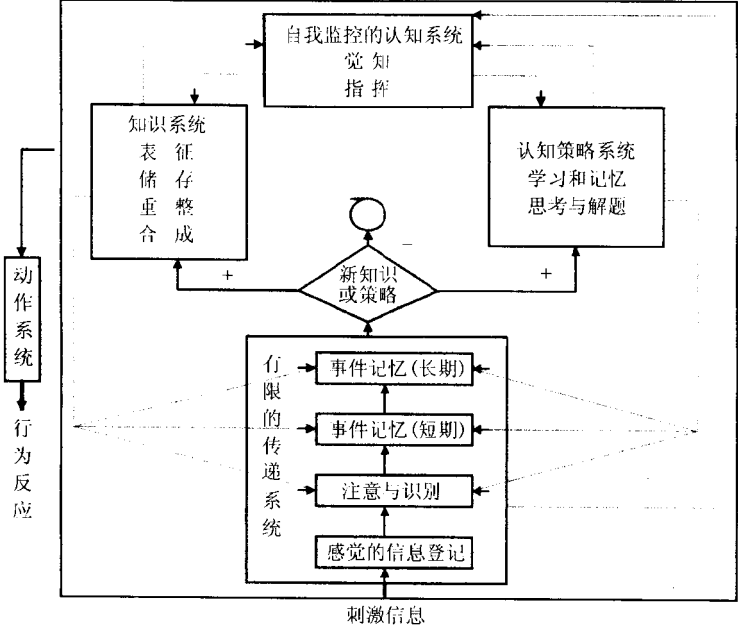 自我监控的认知系统
觉 知
指 挥
知识系统
表 征
储 存
重 整
合 成
认知策略系统
学习和记忆
思考与解题
-
新知识
或策略
+
+
动作系统
行为反应
有限的传递系统
事件记忆(长期)
事件记忆(短期)
注意与识别
感觉的信息登记
刺激信息